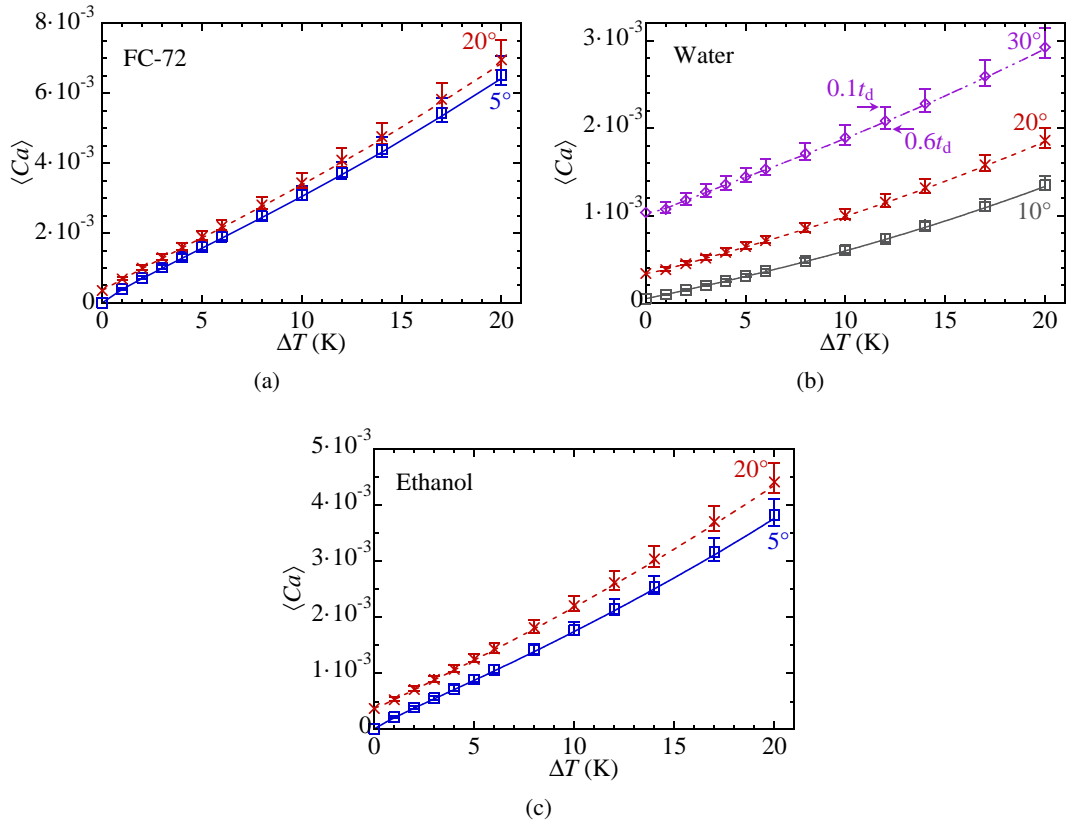 8·10⁻³
6·10⁻³
4·10⁻³
2·10⁻³
0
⟨Ca⟩
FC-72
20°
5°
0 5 10 15 20
ΔT (K)
(a)
3·10⁻³
2·10⁻³
1·10⁻³
0
⟨Ca⟩
Water
30°
0.1t_d
0.6t_d
20°
10°
0 5 10 15 20
ΔT (K)
(b)
5·10⁻³
4·10⁻³
3·10⁻³
2·10⁻³
1·10⁻³
0
⟨Ca⟩
Ethanol
20°
5°
0 5 10 15 20
ΔT (K)
(c)